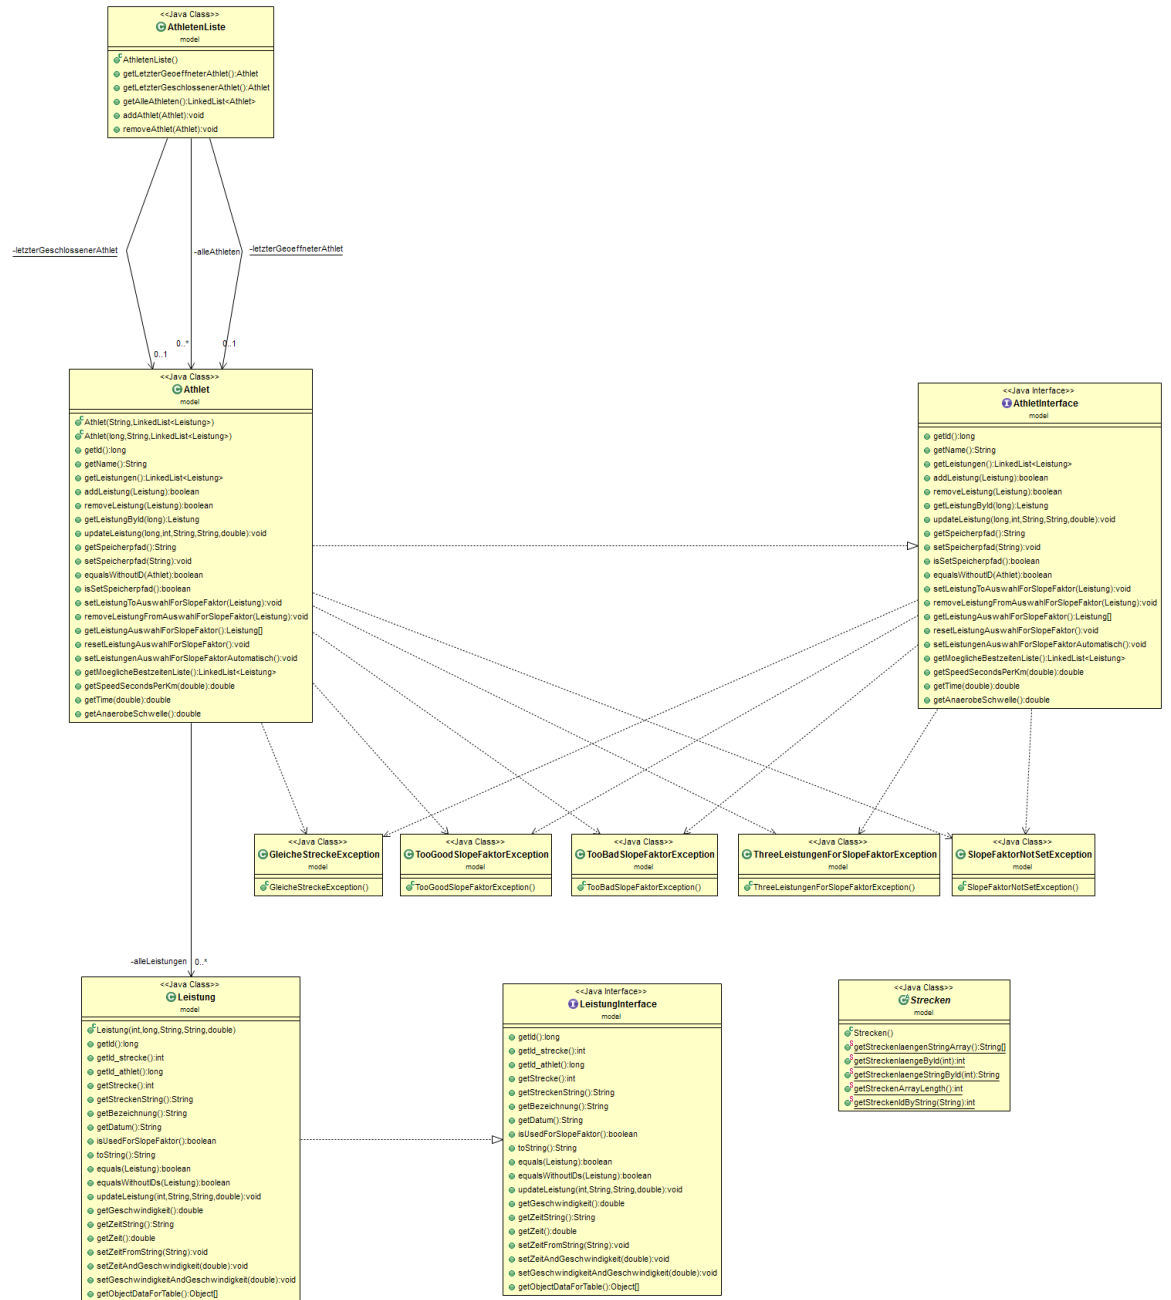 <<Java Class>>
AthletenListe
model
AthletenListe()
getLetzterGeoeffneterAthlet():Athlet
getLetzterGeschlossenerAthlet():Athlet
getAlleAthleten():LinkedList<Athlet>
addAthlet(Athlet):void
removeAthlet(Athlet):void
-letzterGeschlossenerAthlet
-alleAthleten
-letzterGeoeffneterAthlet
0..1
0..*
0..1
<<Java Class>>
Athlet
model
Athlet(String,LinkedList<Leistung>)
Athlet(long,String,LinkedList<Leistung>)
getId():long
getName():String
getLeistungen():LinkedList<Leistung>
addLeistung(Leistung):boolean
removeLeistung(Leistung):boolean
getLeistungById(long):Leistung
updateLeistung(long,int,String,String,double):void
getSpeicherpfad():String
setSpeicherpfad(String):void
equalsWithoutID(Athlet):boolean
isSetSpeicherpfad():boolean
setLeistungToAuswahlForSlopeFaktor(Leistung):void
removeLeistungFromAuswahlForSlopeFaktor(Leistung):void
getLeistungAuswahlForSlopeFaktor():Leistung[]
resetLeistungAuswahlForSlopeFaktor():void
setLeistungenAuswahlForSlopeFaktorAutomatisch():void
getMoeglicheBestzeitenListe():LinkedList<Leistung>
getSpeedSecondsPerKm(double):double
getTime(double):double
getAnaerobeSchwelle():double
<<Java Interface>>
AthletInterface
model
getId():long
getName():String
getLeistungen():LinkedList<Leistung>
addLeistung(Leistung):boolean
removeLeistung(Leistung):boolean
getLeistungById(long):Leistung
updateLeistung(long,int,String,String,double):void
getSpeicherpfad():String
setSpeicherpfad(String):void
isSetSpeicherpfad():boolean
equalsWithoutID(Athlet):boolean
setLeistungToAuswahlForSlopeFaktor(Leistung):void
removeLeistungFromAuswahlForSlopeFaktor(Leistung):void
getLeistungAuswahlForSlopeFaktor():Leistung[]
resetLeistungAuswahlForSlopeFaktor():void
setLeistungenAuswahlForSlopeFaktorAutomatisch():void
getMoeglicheBestzeitenListe():LinkedList<Leistung>
getSpeedSecondsPerKm(double):double
getTime(double):double
getAnaerobeSchwelle():double
<<Java Class>>
GleicheStreckeException
model
GleicheStreckeException()
<<Java Class>>
TooGoodSlopeFaktorException
model
TooGoodSlopeFaktorException()
<<Java Class>>
TooBadSlopeFaktorException
model
TooBadSlopeFaktorException()
<<Java Class>>
ThreeLeistungenForSlopeFaktorException
model
ThreeLeistungenForSlopeFaktorException()
<<Java Class>>
SlopeFaktorNotSetException
model
SlopeFaktorNotSetException()
-alleLeistungen
0..*
<<Java Class>>
Leistung
model
Leistung(int,long,String,String,double)
getId():long
getId_strecke():int
getId_athlet():long
getStrecke():int
getStreckenString():String
getBezeichnung():String
getDatum():String
isUsedForSlopeFaktor():boolean
toString():String
equals(Leistung):boolean
equalsWithoutIDs(Leistung):boolean
updateLeistung(int,String,String,double):void
getGeschwindigkeit():double
getZeitString():String
getZeit():double
setZeitFromString(String):void
setZeitAndGeschwindigkeit(double):void
setGeschwindigkeitAndGeschwindigkeit(double):void
getObjectDataForTable():Object[]
<<Java Interface>>
LeistungInterface
model
getId():long
getId_strecke():int
getId_athlet():long
getStrecke():int
getStreckenString():String
getBezeichnung():String
getDatum():String
isUsedForSlopeFaktor():boolean
toString():String
equals(Leistung):boolean
equalsWithoutIDs(Leistung):boolean
updateLeistung(int,String,String,double):void
getGeschwindigkeit():double
getZeitString():String
getZeit():double
setZeitFromString(String):void
setZeitAndGeschwindigkeit(double):void
setGeschwindigkeitAndGeschwindigkeit(double):void
getObjectDataForTable():Object[]
<<Java Class>>
Strecken
model
Strecken()
getStreckenlaengenStringArray():String[]
getStreckenlaengeById(int):int
getStreckenlaengeStringById(int):String
getStreckenArrayLength():int
getStreckenIdByString(String):int